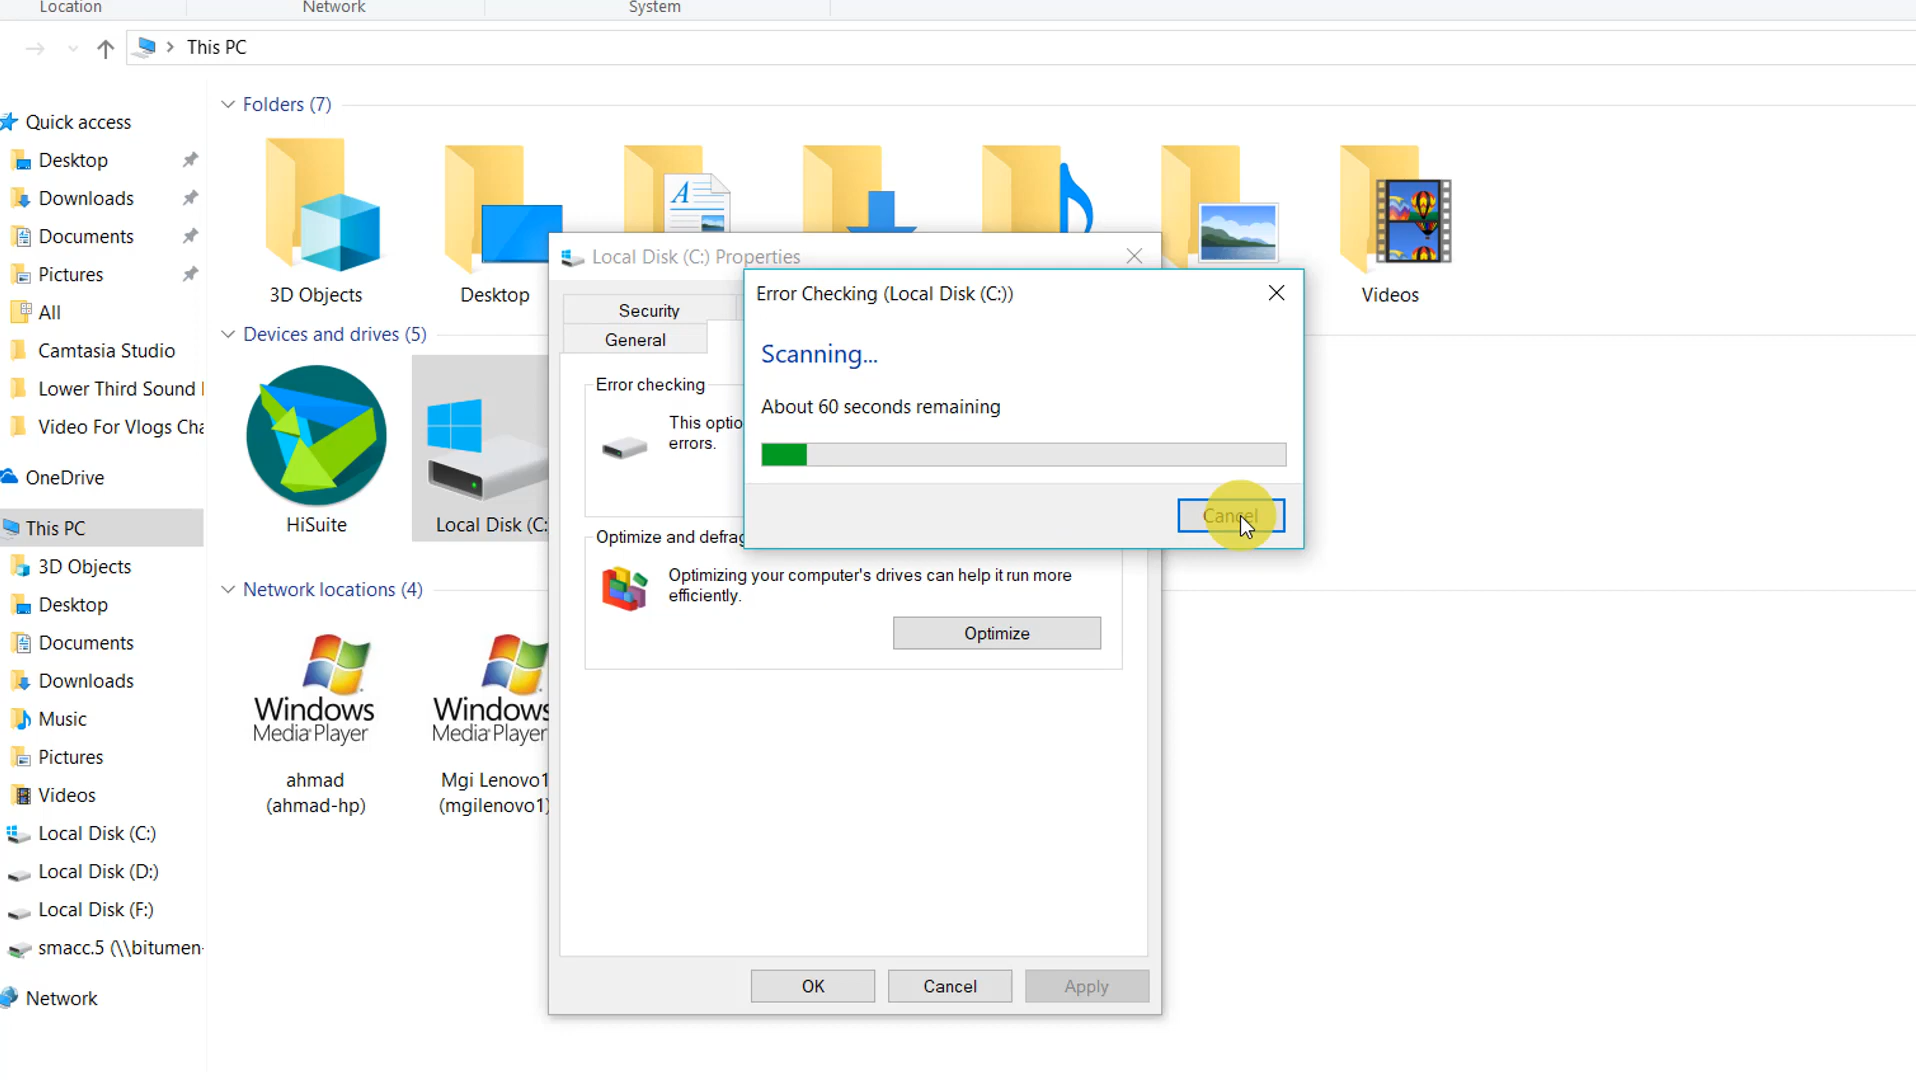 Location
Network
System
This PC
Quick access
Desktop
Downloads
Documents
Pictures
All
Camtasia Studio
Lower Third Sound
Video For Vlogs Cha
OneDrive
This PC
3D Objects
Desktop
Documents
Downloads
Music
Pictures
Videos
Local Disk (C:)
Local Disk (D:)
Local Disk (F:)
smacc.5 (\\bitumen-
Network
Folders (7)
3D Objects
Desktop
Videos
Devices and drives (5)
HiSuite
Local Disk (C:
Network locations (4)
Windows
Media Player
ahmad
(ahmad-hp)
Windows
Media Player
Mgi Lenovo1
(mgilenovo1)
Local Disk (C:) Properties
Security
General
Error checking
This optio
errors.
Optimize and defrag
Optimizing your computer's drives can help it run more
efficiently.
Optimize
OK
Cancel
Apply
Error Checking (Local Disk (C:))
Scanning...
About 60 seconds remaining
Cancel